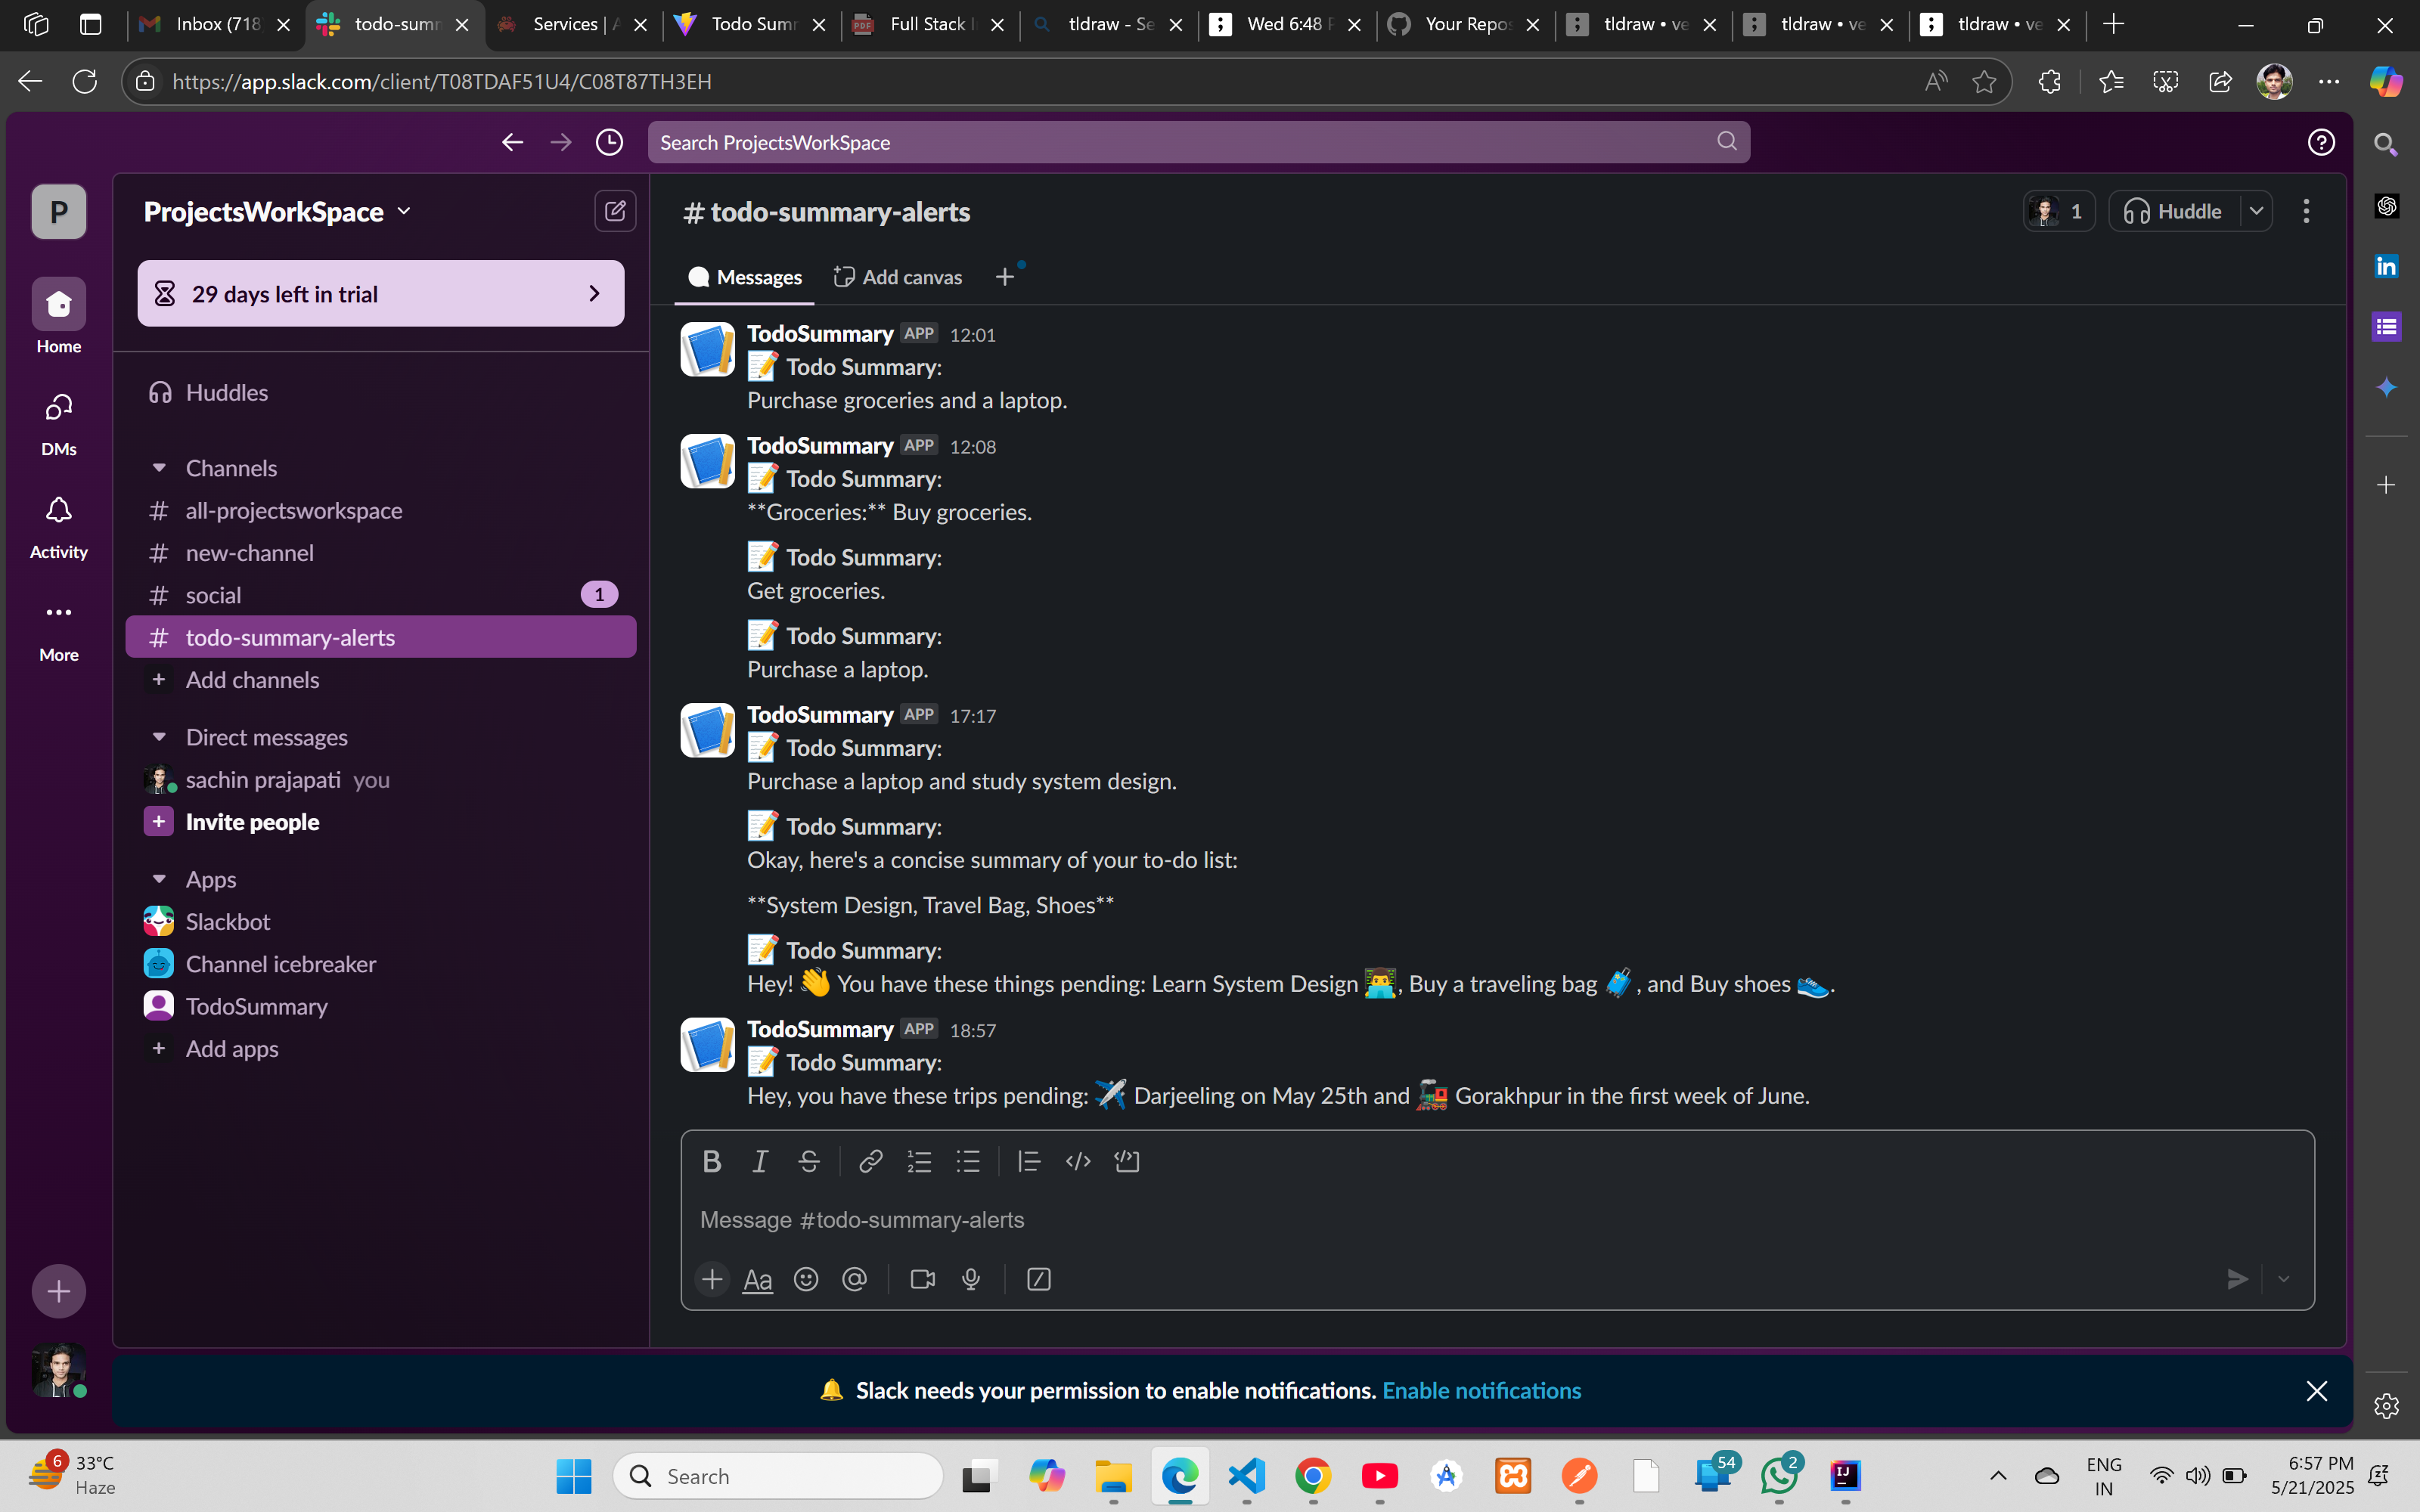 Inbox (718
todo-summ
Services | A
Todo Sum
Full Stack I
tldraw - Se
Wed 6:48 P
Your Repos
tldraw • ve
tldraw • ve
tldraw • ve
https://app.slack.com/client/T08TDAF51U4/C08T87TH3EH
Search ProjectsWorkSpace
P
Home
DMs
Activity
More
ProjectsWorkSpace
29 days left in trial
Huddles
Channels
# all-projectsworkspace
# new-channel
# social 1
# todo-summary-alerts
+ Add channels
Direct messages
sachin prajapati you
+ Invite people
Apps
Slackbot
Channel icebreaker
TodoSummary
+ Add apps
# todo-summary-alerts
1
Huddle
Messages
Add canvas
TodoSummary APP 12:01
📝 Todo Summary:
Purchase groceries and a laptop.
TodoSummary APP 12:08
📝 Todo Summary:
**Groceries:** Buy groceries.
📝 Todo Summary:
Get groceries.
📝 Todo Summary:
Purchase a laptop.
TodoSummary APP 17:17
📝 Todo Summary:
Purchase a laptop and study system design.
📝 Todo Summary:
Okay, here's a concise summary of your to-do list:
**System Design, Travel Bag, Shoes**
📝 Todo Summary:
Hey! 👋 You have these things pending: Learn System Design 👨‍💻, Buy a traveling bag 🧳, and Buy shoes 👟.
TodoSummary APP 18:57
📝 Todo Summary:
Hey, you have these trips pending: ✈️ Darjeeling on May 25th and 🚂 Gorakhpur in the first week of June.
Message #todo-summary-alerts
Aa
🔔 Slack needs your permission to enable notifications. Enable notifications
6
33°C
Haze
Search
54
2
ENG
IN
6:57 PM
5/21/2025